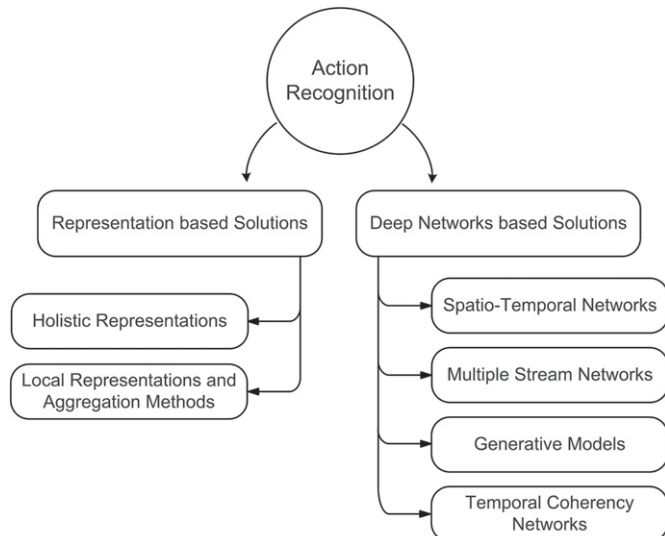 Action
Recognition
Representation based Solutions
Deep Networks based Solutions
Holistic Representations
Local Representations and
Aggregation Methods
Spatio-Temporal Networks
Multiple Stream Networks
Generative Models
Temporal Coherency
Networks